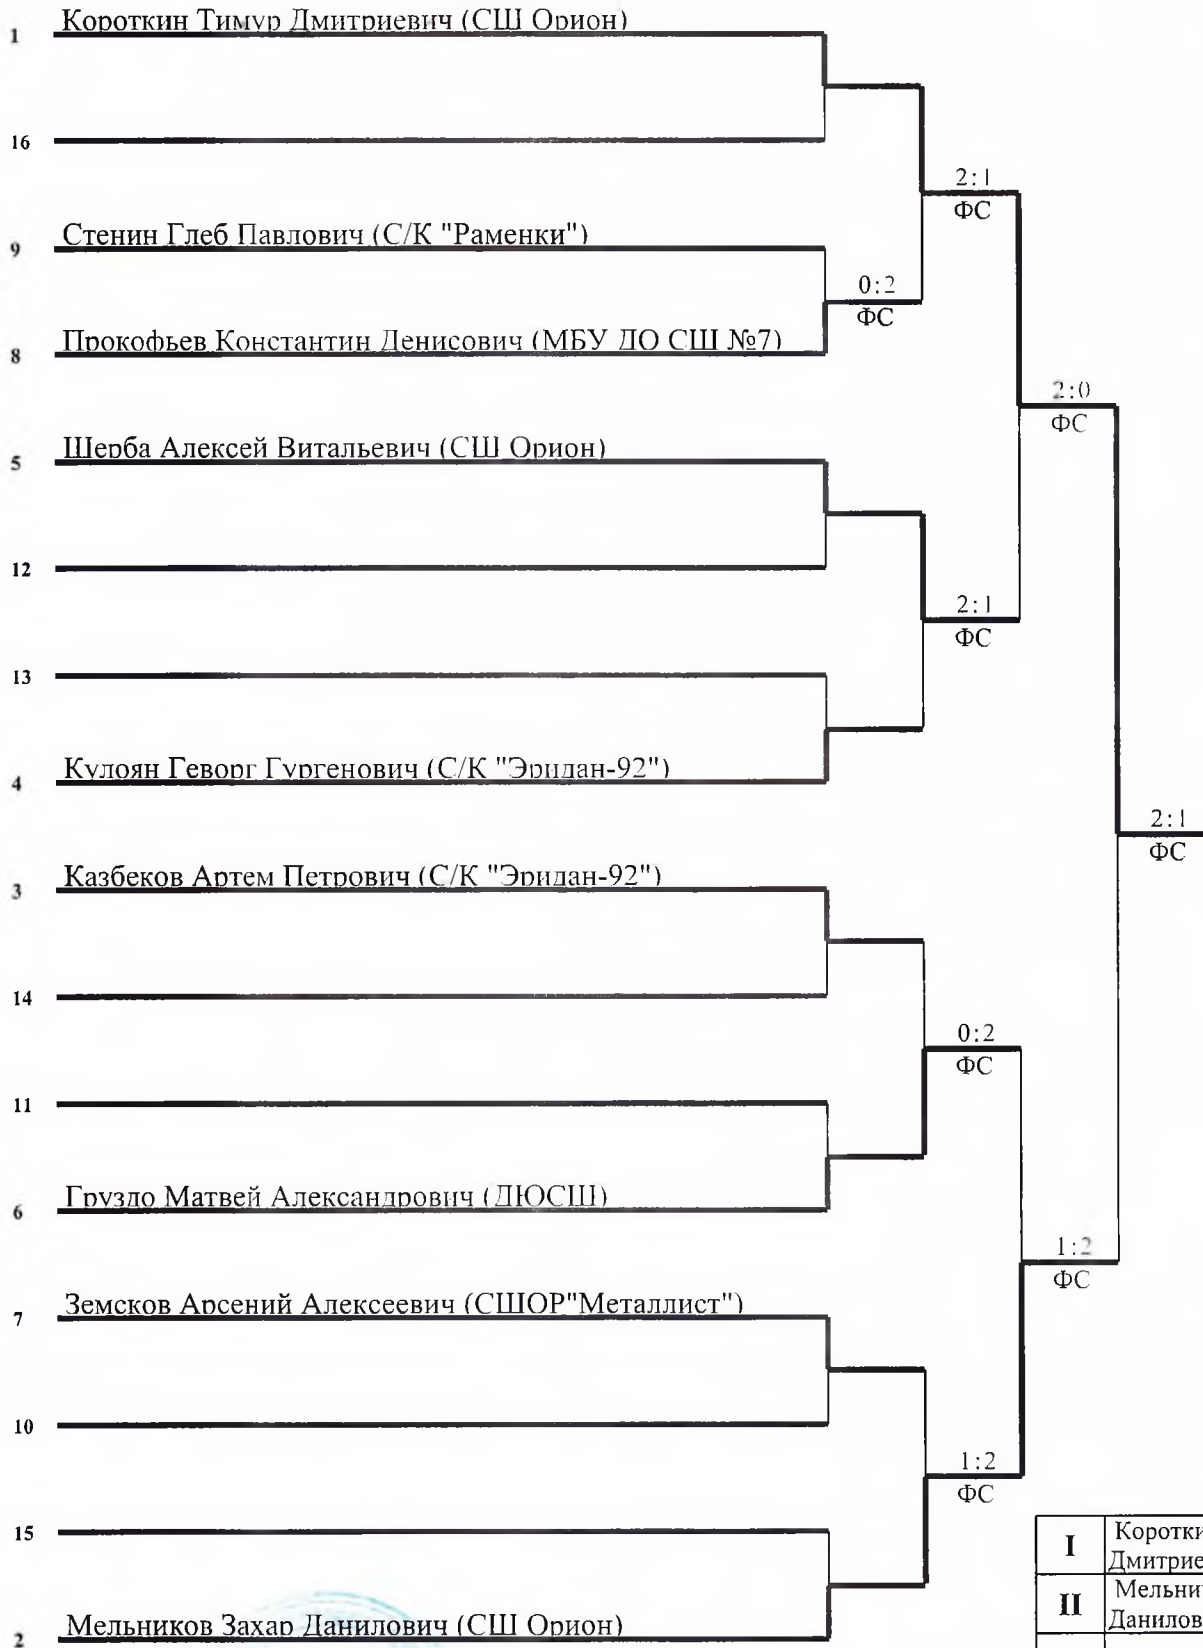 1 Короткин Тимур Дмитриевич (СШ Орион)
16
2:1
ФС
9 Стенин Глеб Павлович (С/К "Раменки")
0:2
ФС
8 Прокофьев Константин Денисович (МБУ ДО СШ №7)
2:0
ФС
5 Щерба Алексей Витальевич (СШ Орион)
12
2:1
ФС
13
4 Кулоян Геворг Гургенович (С/К "Эридан-92")
2:1
ФС
3 Казбеков Артем Петрович (С/К "Эридан-92")
14
0:2
ФС
11
6 Груздо Матвей Александрович (ДЮСШ)
1:2
ФС
7 Земсков Арсений Алексеевич (СШОР"Металлист")
10
1:2
ФС
15
I Коротки
Дмитрие
II
Данилов
2 Мельников Захар Данилович (СШ Орион)